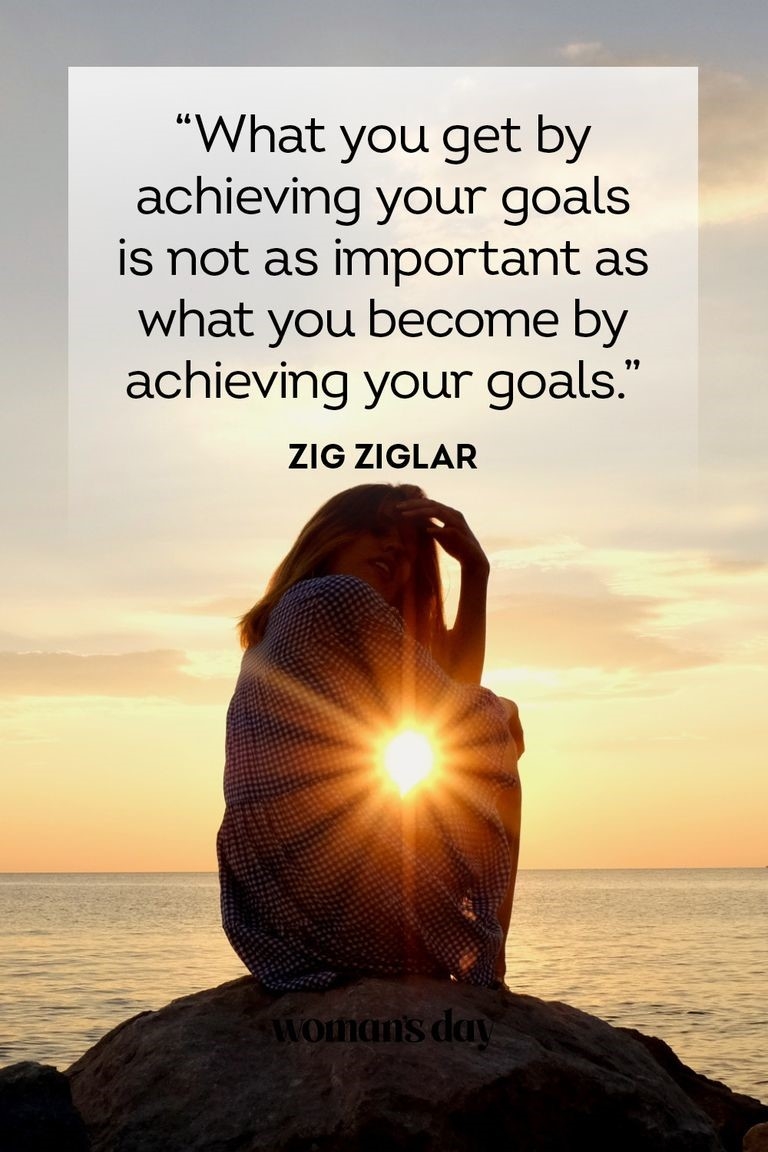 “What you get by
achieving your goals
is not as important as
what you become by
achieving your goals.”
ZIG ZIGLAR
woman's day